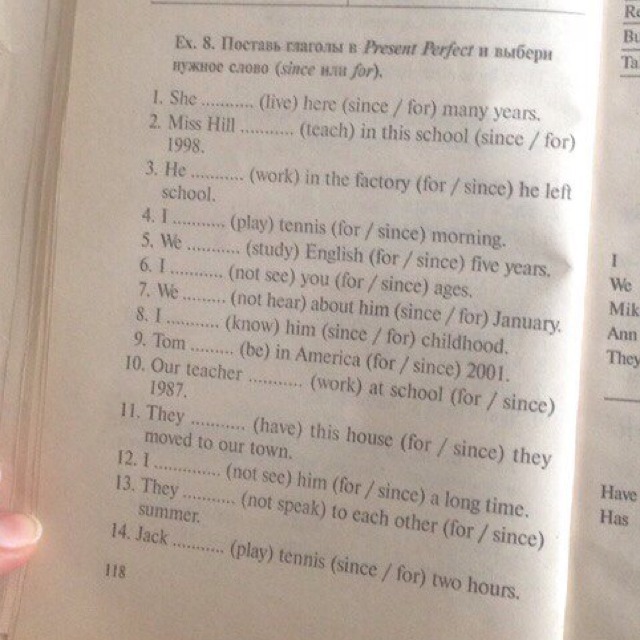 Ex. 8. Поставь глаголы в Present Perfect и выбери
нужное слово (since или for).
1. She .......... (live) here (since / for) many years.
2. Miss Hill .......... (teach) in this school (since / for)
1998.
3. He .......... (work) in the factory (for / since) he left
school.
4. I .......... (play) tennis (for / since) morning.
5. We .......... (study) English (for / since) five years.
6. I .......... (not see) you (for / since) ages.
7. We ........ (not hear) about him (since / for) January.
8. I .......... (know) him (since / for) childhood.
9. Tom ........ (be) in America (for / since) 2001.
10. Our teacher .......... (work) at school (for / since)
1987.
11. They .......... (have) this house (for / since) they
moved to our town.
12. I ............. (not see) him (for / since) a long time.
13. They .......... (not speak) to each other (for / since)
summer.
14. Jack .......... (play) tennis (since / for) two hours.
118
I
We
Mik
Ann
They
Have
Has